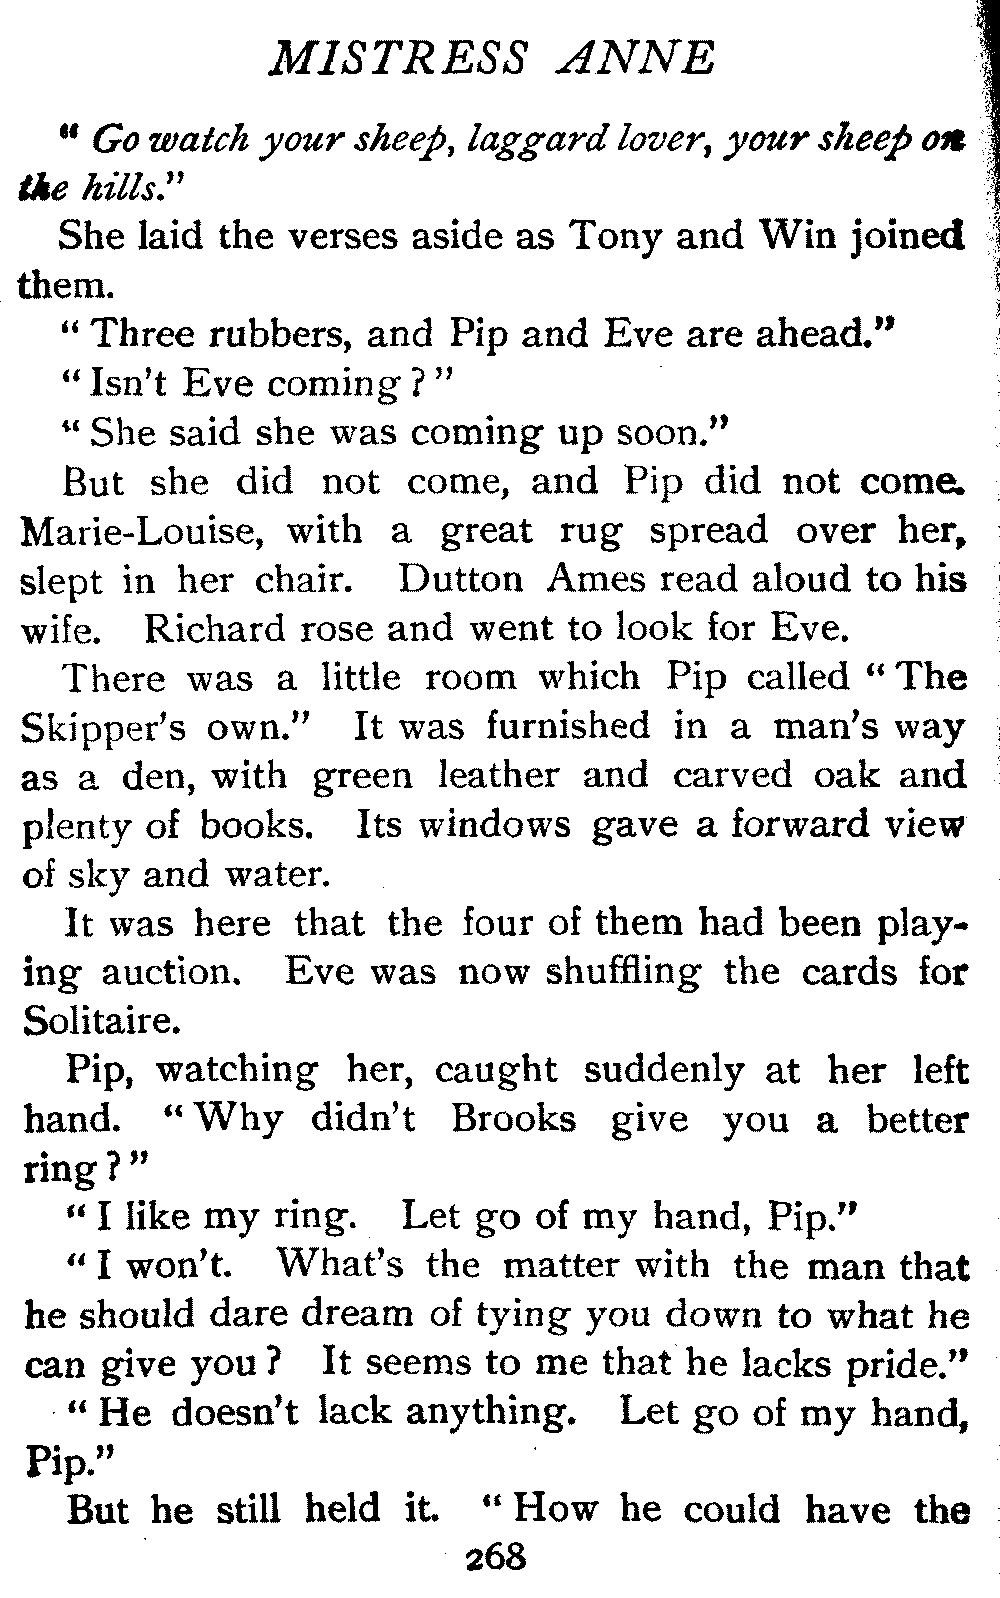 MISTRESS ANNE
" Go watch your sheep, laggard lover, your sheep on
the hills."
She laid the verses aside as Tony and Win joined
them.
" Three rubbers, and Pip and Eve are ahead."
" Isn't Eve coming ? "
" She said she was coming up soon."
But she did not come, and Pip did not come.
Marie-Louise, with a great rug spread over her,
slept in her chair. Dutton Ames read aloud to his
wife. Richard rose and went to look for Eve.
There was a little room which Pip called " The
Skipper's own." It was furnished in a man's way
as a den, with green leather and carved oak and
plenty of books. Its windows gave a forward view
of sky and water.
It was here that the four of them had been play-
ing auction. Eve was now shuffling the cards for
Solitaire.
Pip, watching her, caught suddenly at her left
hand. " Why didn't Brooks give you a better
ring ? "
" I like my ring. Let go of my hand, Pip."
" I won't. What's the matter with the man that
he should dare dream of tying you down to what he
can give you ? It seems to me that he lacks pride."
" He doesn't lack anything. Let go of my hand,
Pip."
But he still held it. " How he could have the
268